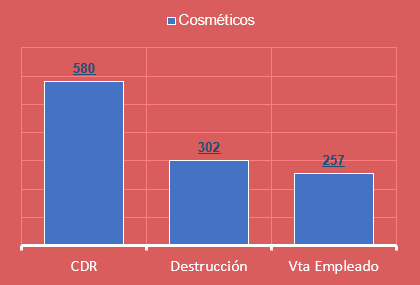 Cosméticos
580
302
257
CDR
Destrucción
Vta Empleado